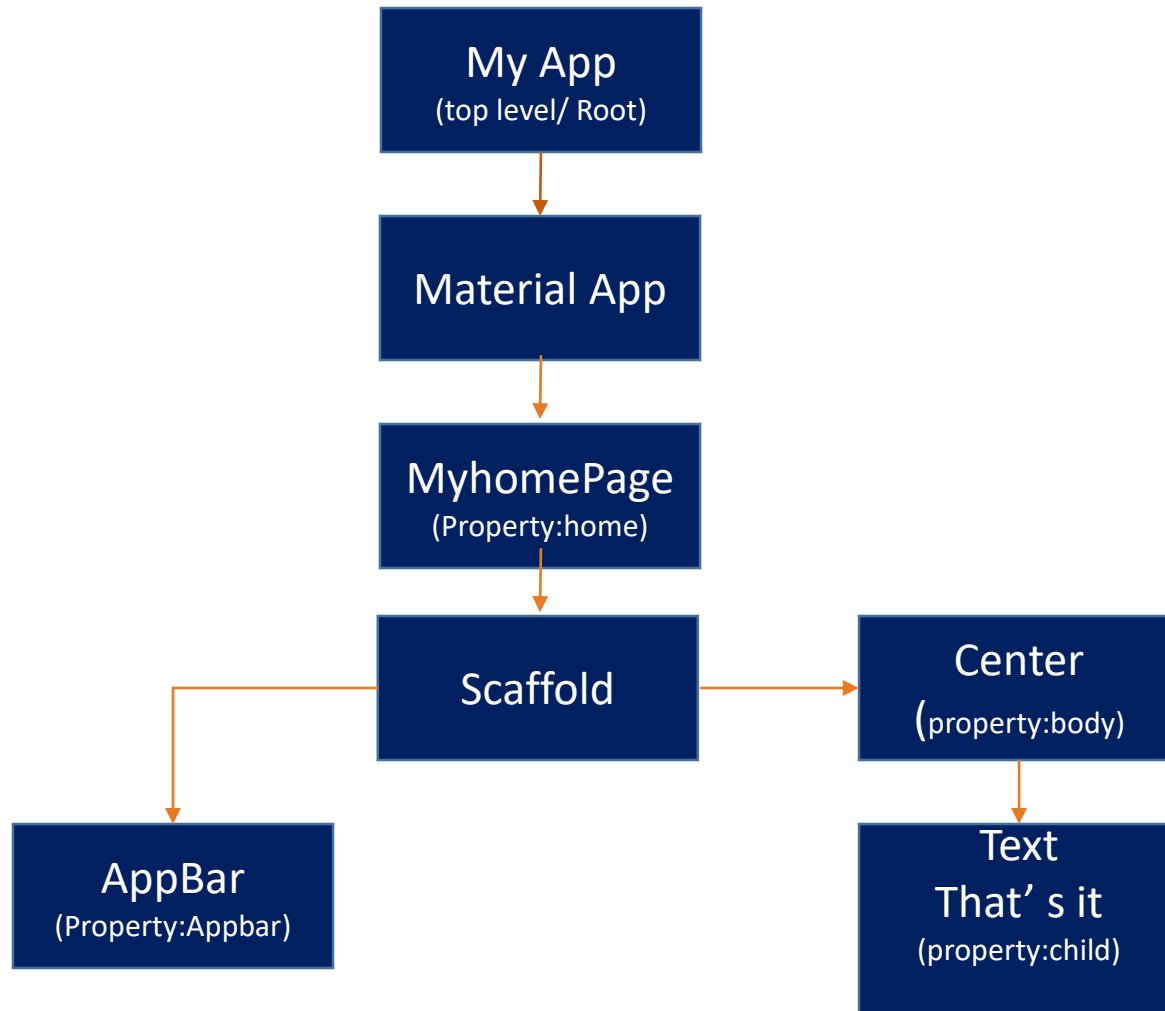 My App
(top level/ Root)
Material App
MyhomePage
(Property:home)
Scaffold
Center
(property:body)
AppBar
(Property:Appbar)
Text
That’ s it
(property:child)